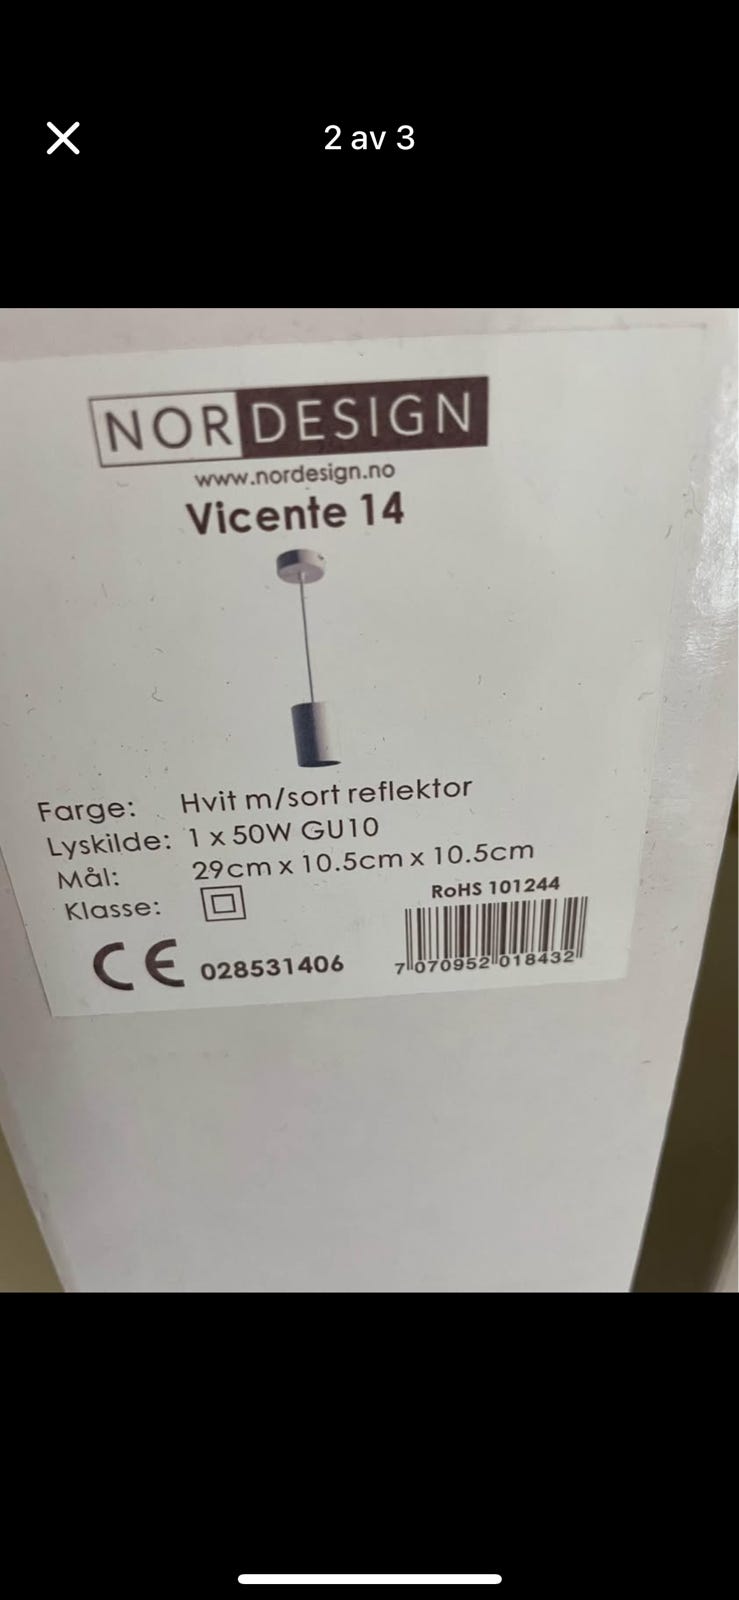 2 av 3
NORDESIGN
www.nordesign.no
Vicente 14
Farge: Hvit m/sort reflektor
Lyskilde: 1 x 50W GU10
Mål: 29cm x 10.5cm x 10.5cm
Klasse:
RoHS 101244
CE 028531406
7 070952 018432